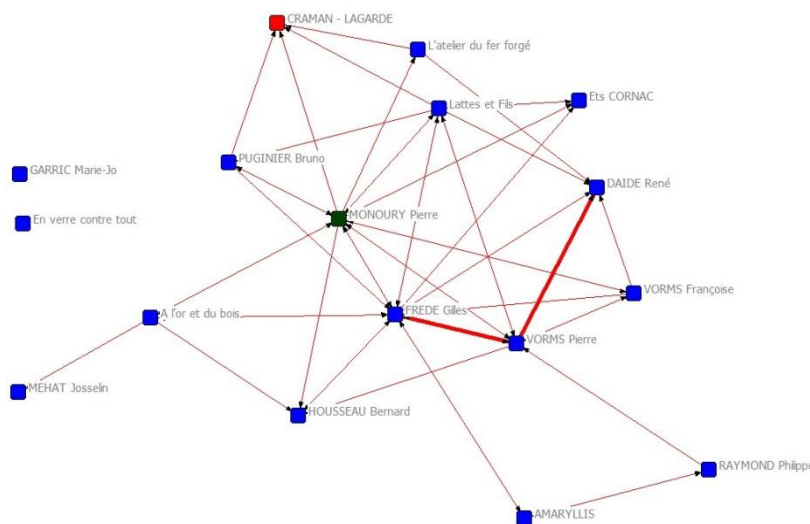 CRAMAN - LAGARDE
L'atelier du fer forgé
Ets CORNAC
Lattes et Fils
PUGINIER Bruno
GARRIC Marie-Jo
DAIDE René
En verre contre tout
MONOURY Pierre
VORMS Françoise
A l'or et du bois
EFREDE Gilles
VORMS Pierre
MEHAT Josselin
HOUSSEAU Bernard
RAYMOND Philippe
AMARYLLIS